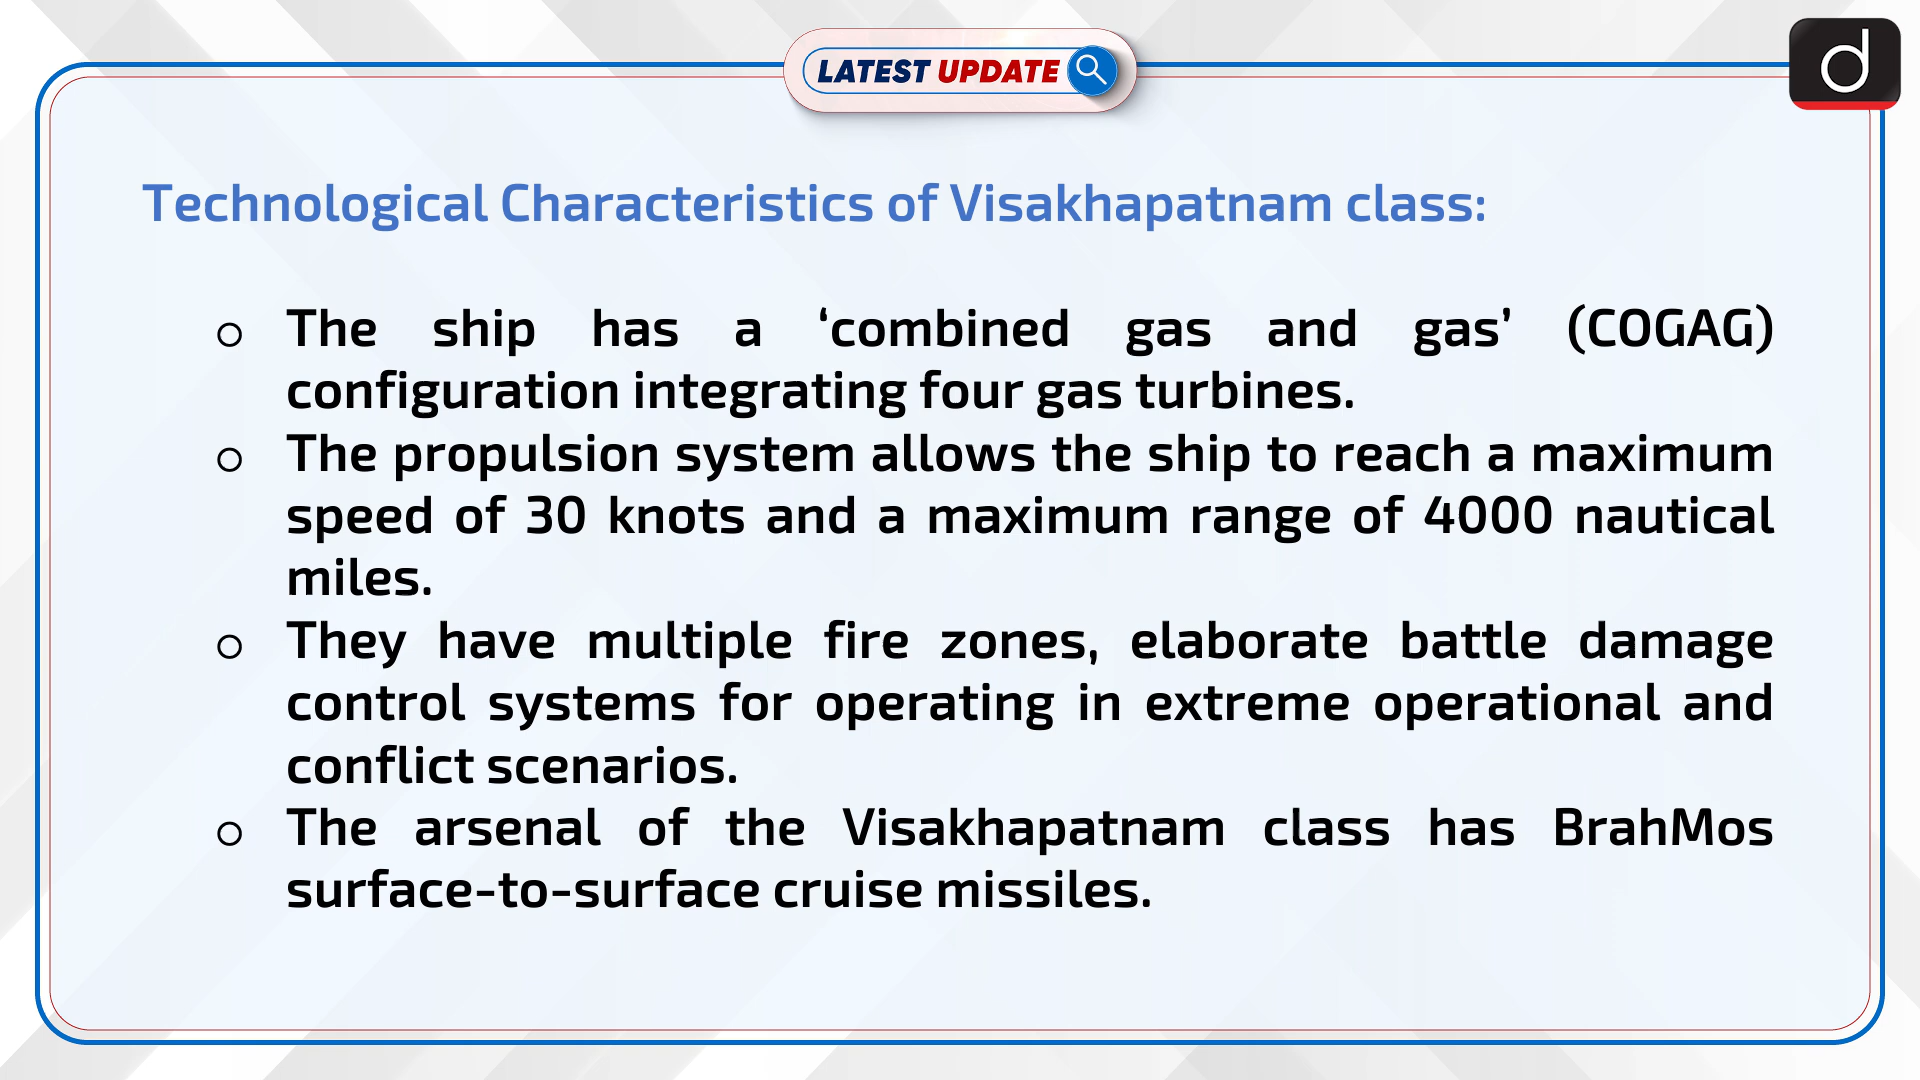 LATEST UPDATE
d
Technological Characteristics of Visakhapatnam class:
○ The ship has a ‘combined gas and gas’ (COGAG)
configuration integrating four gas turbines.
○ The propulsion system allows the ship to reach a maximum
speed of 30 knots and a maximum range of 4000 nautical
miles.
○ They have multiple fire zones, elaborate battle damage
control systems for operating in extreme operational and
conflict scenarios.
○ The arsenal of the Visakhapatnam class has BrahMos
surface-to-surface cruise missiles.